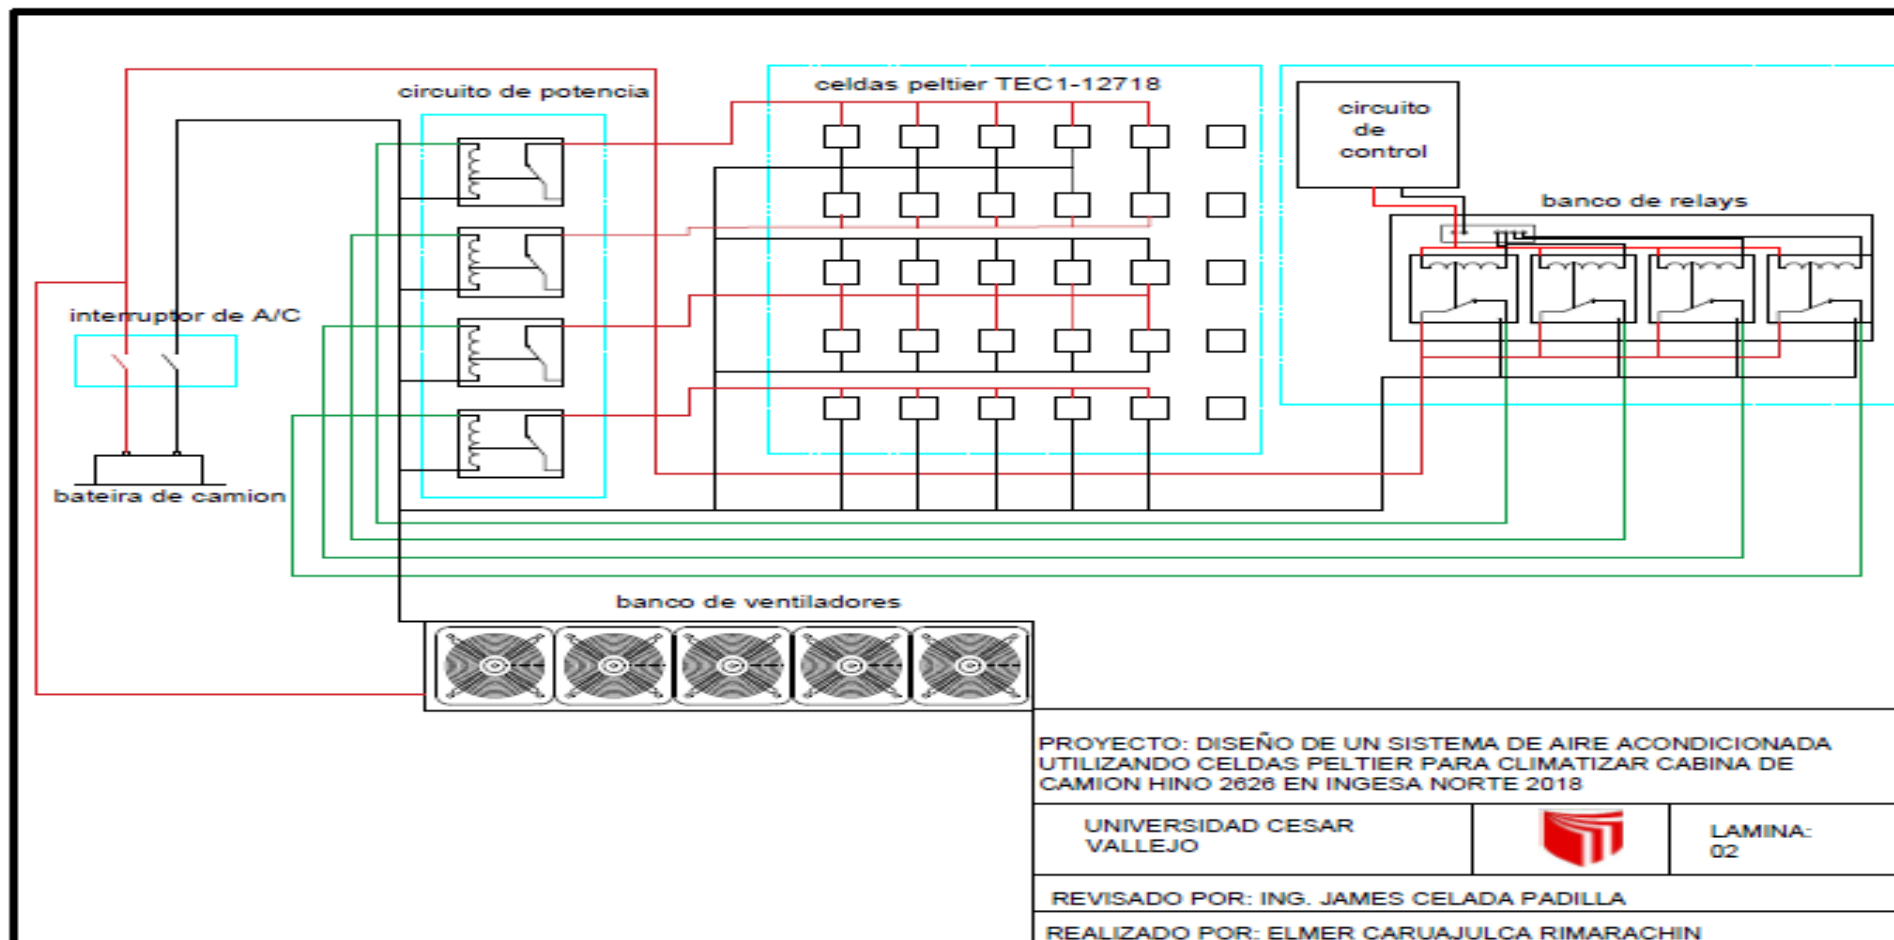 circuito de potencia
celdas peltier TEC1-12718
circuito
de
control
banco de relays
interruptor de A/C
bateira de camion
banco de ventiladores
PROYECTO: DISEÑO DE UN SISTEMA DE AIRE ACONDICIONADA
UTILIZANDO CELDAS PELTIER PARA CLIMATIZAR CABINA DE
CAMION HINO 2626 EN INGESA NORTE 2018
UNIVERSIDAD CESAR
VALLEJO
LAMINA:
02
REVISADO POR: ING. JAMES CELADA PADILLA
REALIZADO POR: ELMER CARUAJULCA RIMARACHIN